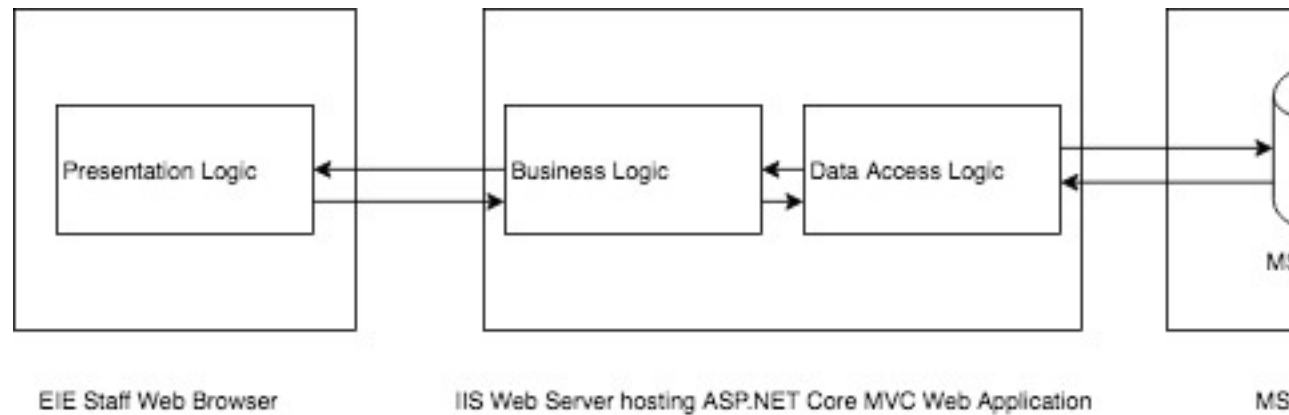 Presentation Logic
Business Logic
Data Access Logic
EIE Staff Web Browser
IIS Web Server hosting ASP.NET Core MVC Web Application
MS